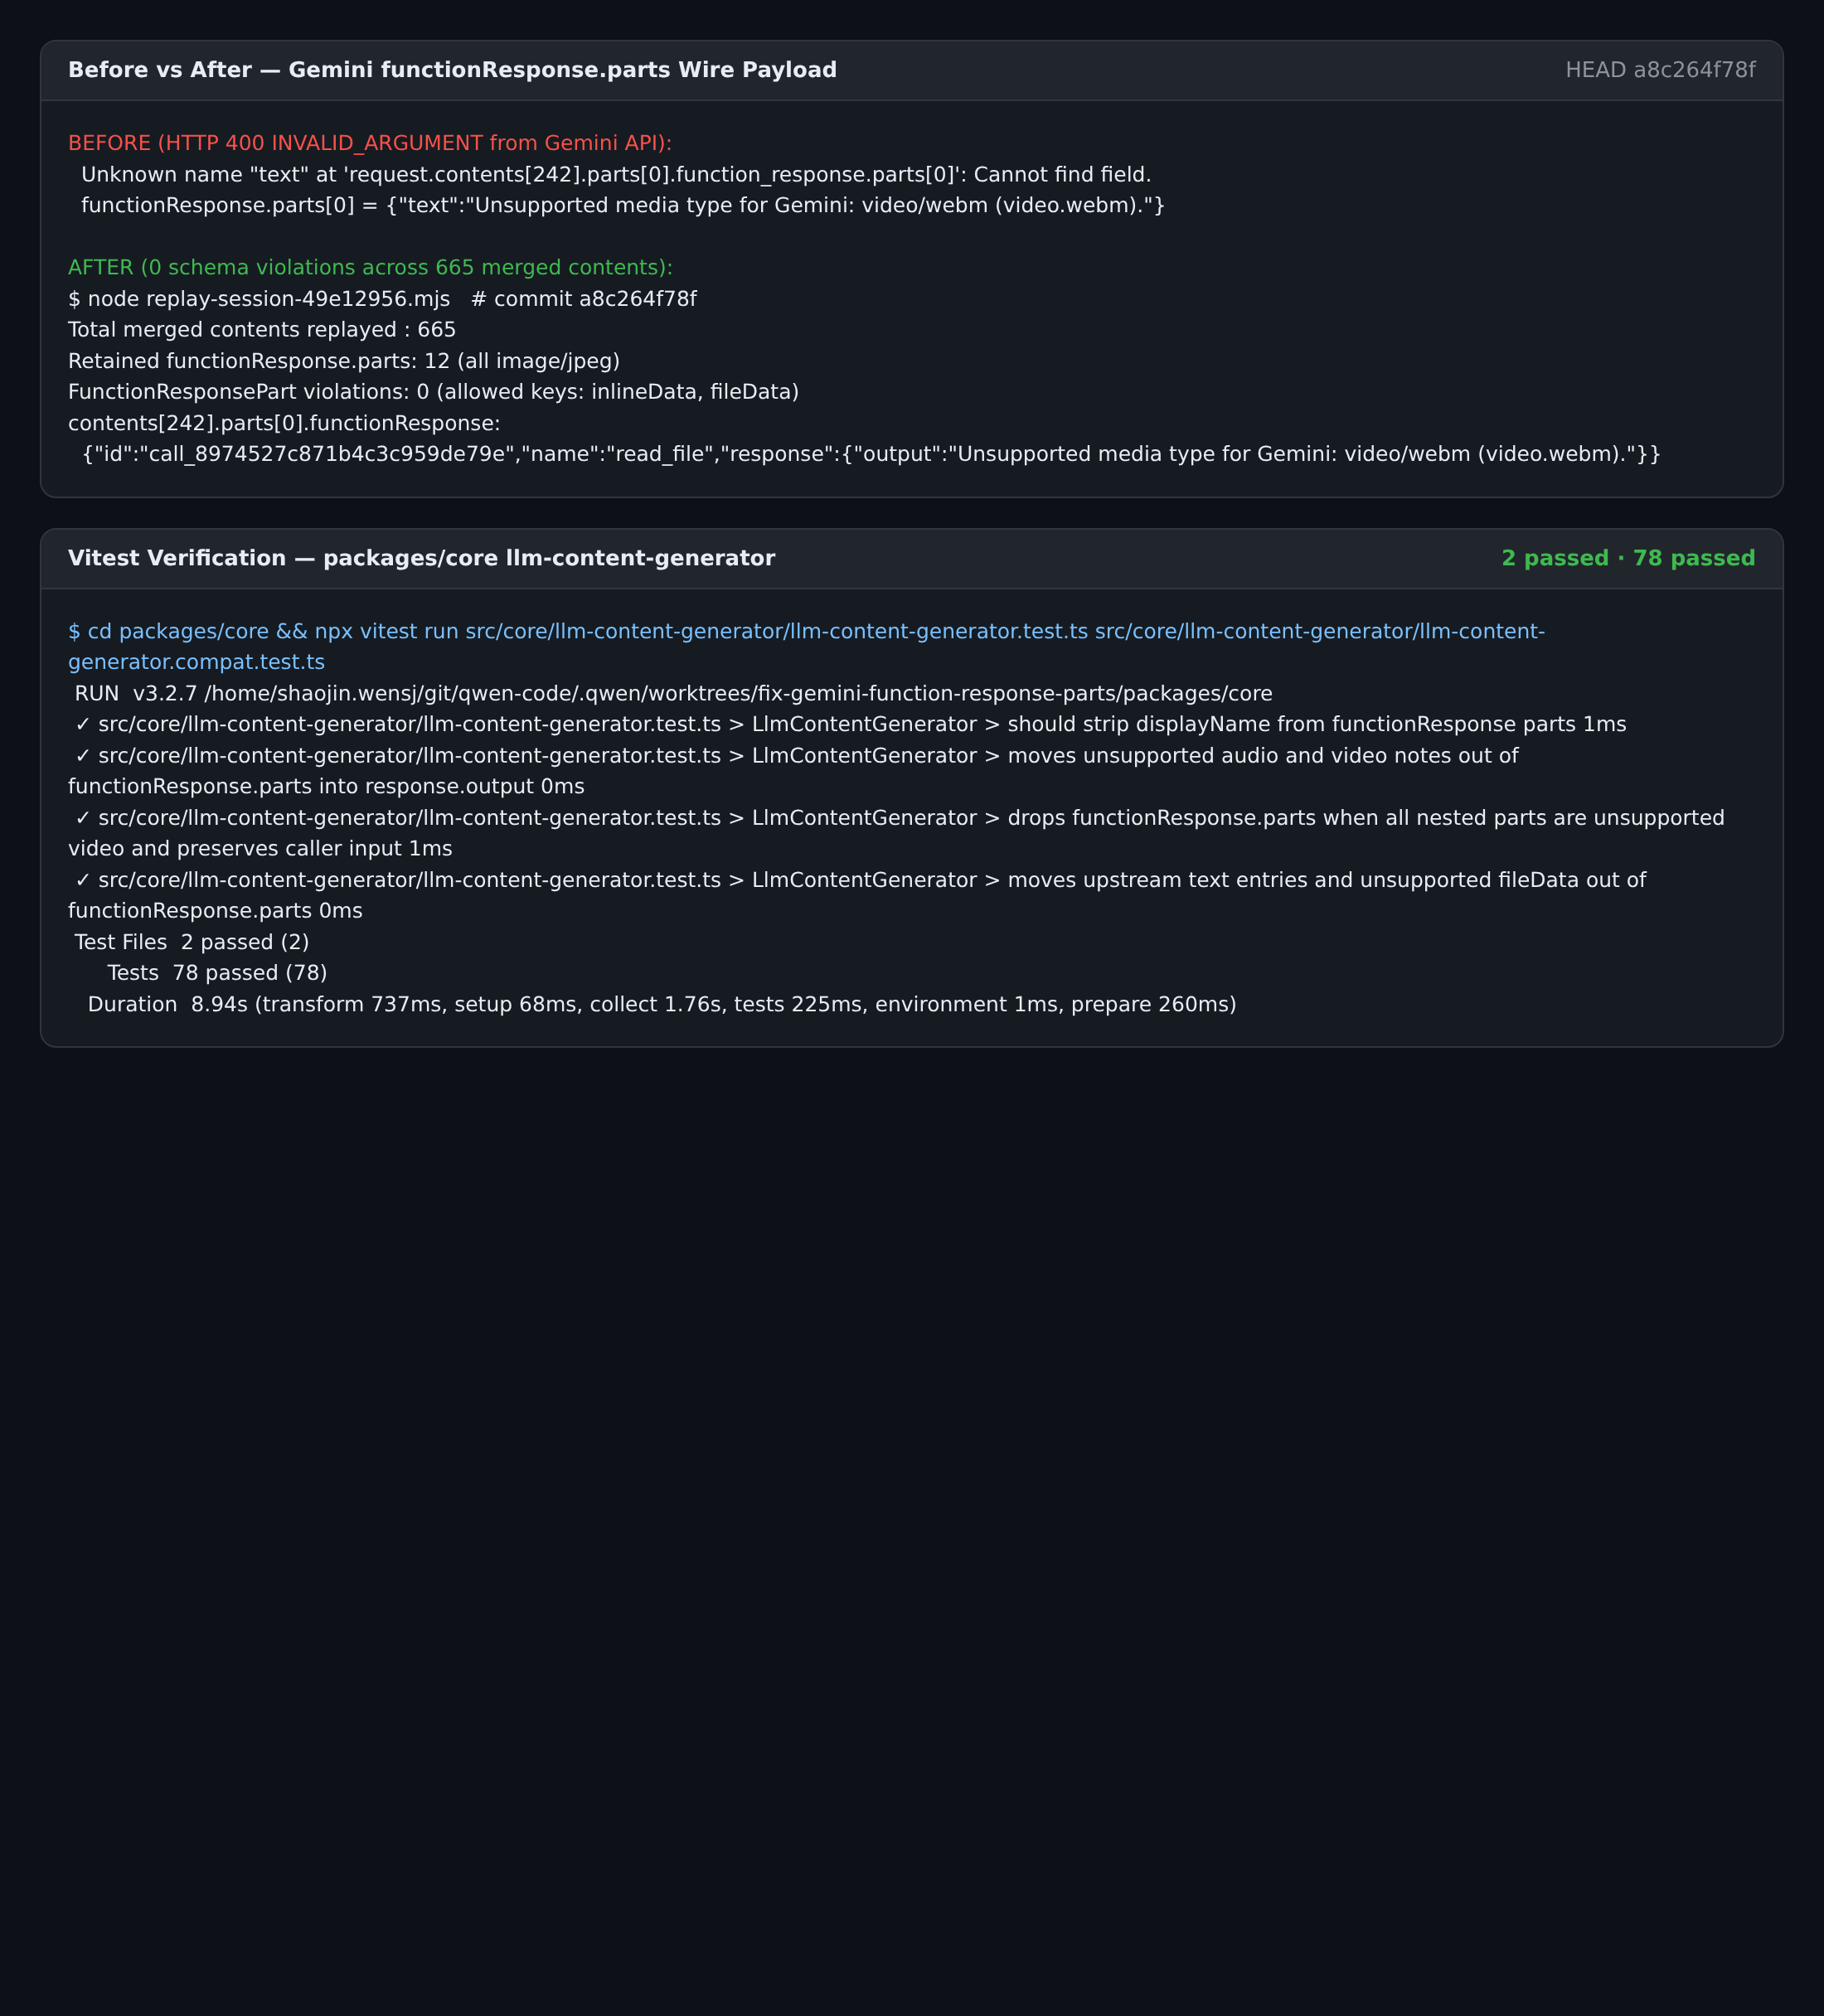 Before vs After — Gemini functionResponse.parts Wire Payload
HEAD a8c264f78f
BEFORE (HTTP 400 INVALID_ARGUMENT from Gemini API):
Unknown name "text" at 'request.contents[242].parts[0].function_response.parts[0]': Cannot find field.
functionResponse.parts[0] = {"text":"Unsupported media type for Gemini: video/webm (video.webm)."}
AFTER (0 schema violations across 665 merged contents):
$ node replay-session-49e12956.mjs   # commit a8c264f78f
Total merged contents replayed : 665
Retained functionResponse.parts: 12 (all image/jpeg)
FunctionResponsePart violations: 0 (allowed keys: inlineData, fileData)
contents[242].parts[0].functionResponse:
{"id":"call_8974527c871b4c3c959de79e","name":"read_file","response":{"output":"Unsupported media type for Gemini: video/webm (video.webm)."}}
Vitest Verification — packages/core llm-content-generator
2 passed · 78 passed
$ cd packages/core && npx vitest run src/core/llm-content-generator/llm-content-generator.test.ts src/core/llm-content-generator/llm-content-
generator.compat.test.ts
RUN  v3.2.7 /home/shaojin.wensj/git/qwen-code/.qwen/worktrees/fix-gemini-function-response-parts/packages/core
✓ src/core/llm-content-generator/llm-content-generator.test.ts > LlmContentGenerator > should strip displayName from functionResponse parts 1ms
✓ src/core/llm-content-generator/llm-content-generator.test.ts > LlmContentGenerator > moves unsupported audio and video notes out of
functionResponse.parts into response.output 0ms
✓ src/core/llm-content-generator/llm-content-generator.test.ts > LlmContentGenerator > drops functionResponse.parts when all nested parts are unsupported
video and preserves caller input 1ms
✓ src/core/llm-content-generator/llm-content-generator.test.ts > LlmContentGenerator > moves upstream text entries and unsupported fileData out of
functionResponse.parts 0ms
Test Files  2 passed (2)
Tests  78 passed (78)
Duration  8.94s (transform 737ms, setup 68ms, collect 1.76s, tests 225ms, environment 1ms, prepare 260ms)